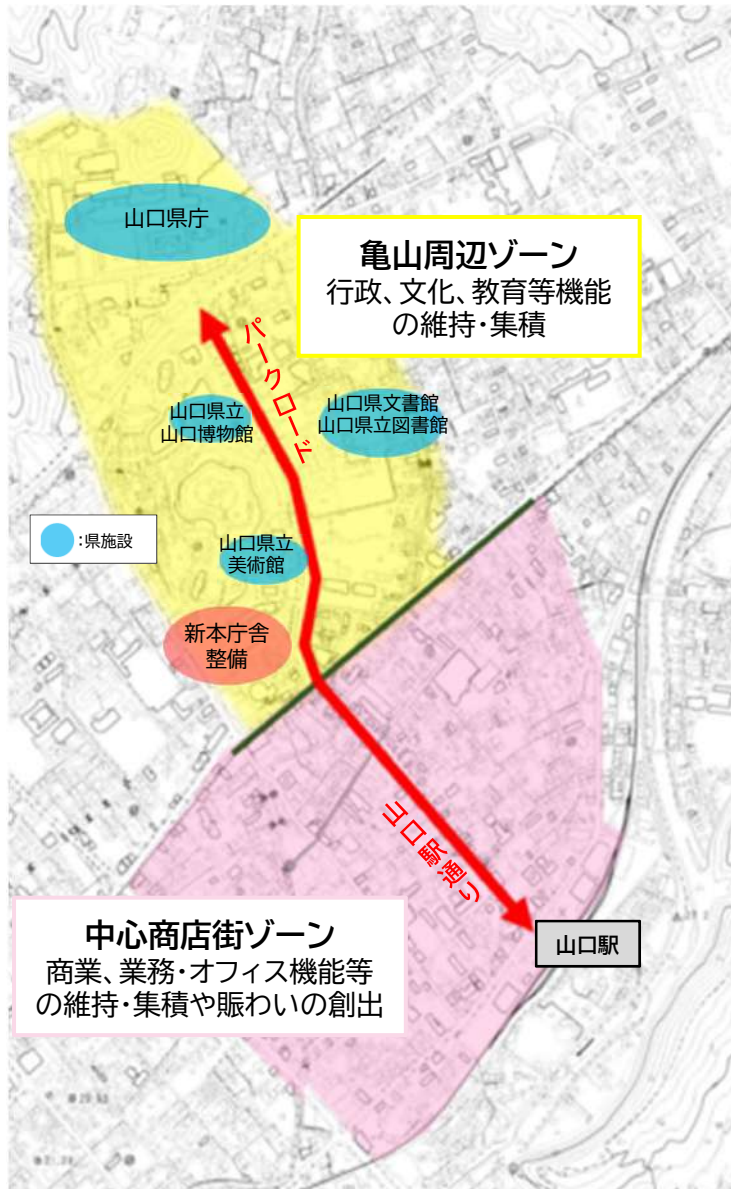 山口県庁
亀山周辺ゾーン
行政、文化、教育等機能
の維持・集積
パークロード
山口県立
山口博物館
山口県文書館
山口県立図書館
:県施設
山口県立
美術館
新本庁舎
整備
山口駅通り
中心商店街ゾーン
商業、業務・オフィス機能等
の維持・集積や賑わいの創出
山口駅